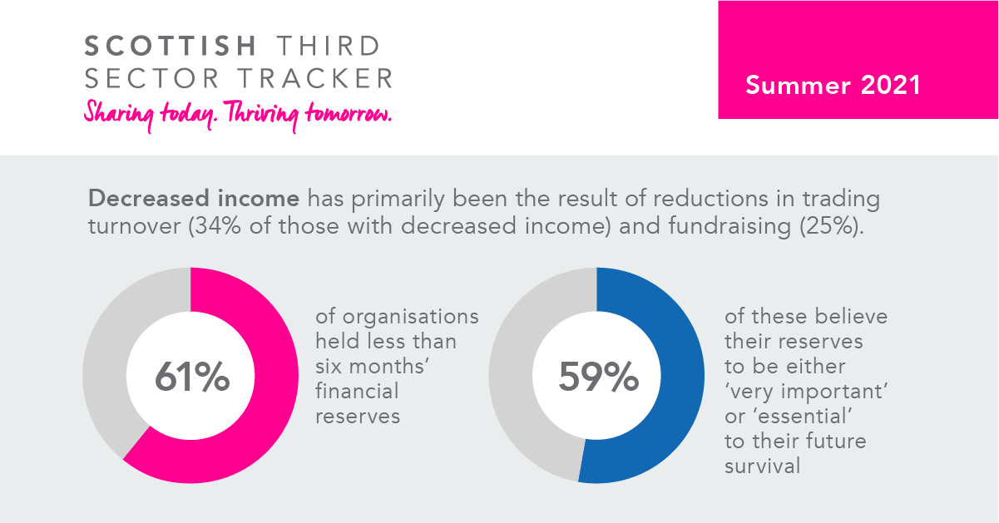 SCOTTISH THIRD
SECTOR TRACKER
Sharing today. Thriving tomorrow.
Summer 2021
Decreased income has primarily been the result of reductions in trading
turnover (34% of those with decreased income) and fundraising (25%).
61%
of organisations
held less than
six months’
financial
reserves
59%
of these believe
their reserves
to be either
‘very important’
or ‘essential’
to their future
survival